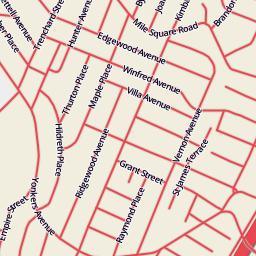 Trenchard Street
Hunter Avenue
Mile Square Road
Edgewood Avenue
Winfred Avenue
Villa Avenue
Thurton Place
Maple Place
Hildreth Place
Ridgewood Avenue
Vernon Avenue
St James Terrace
Grant Street
Raymond Place
Yonkers Avenue
Empire Street